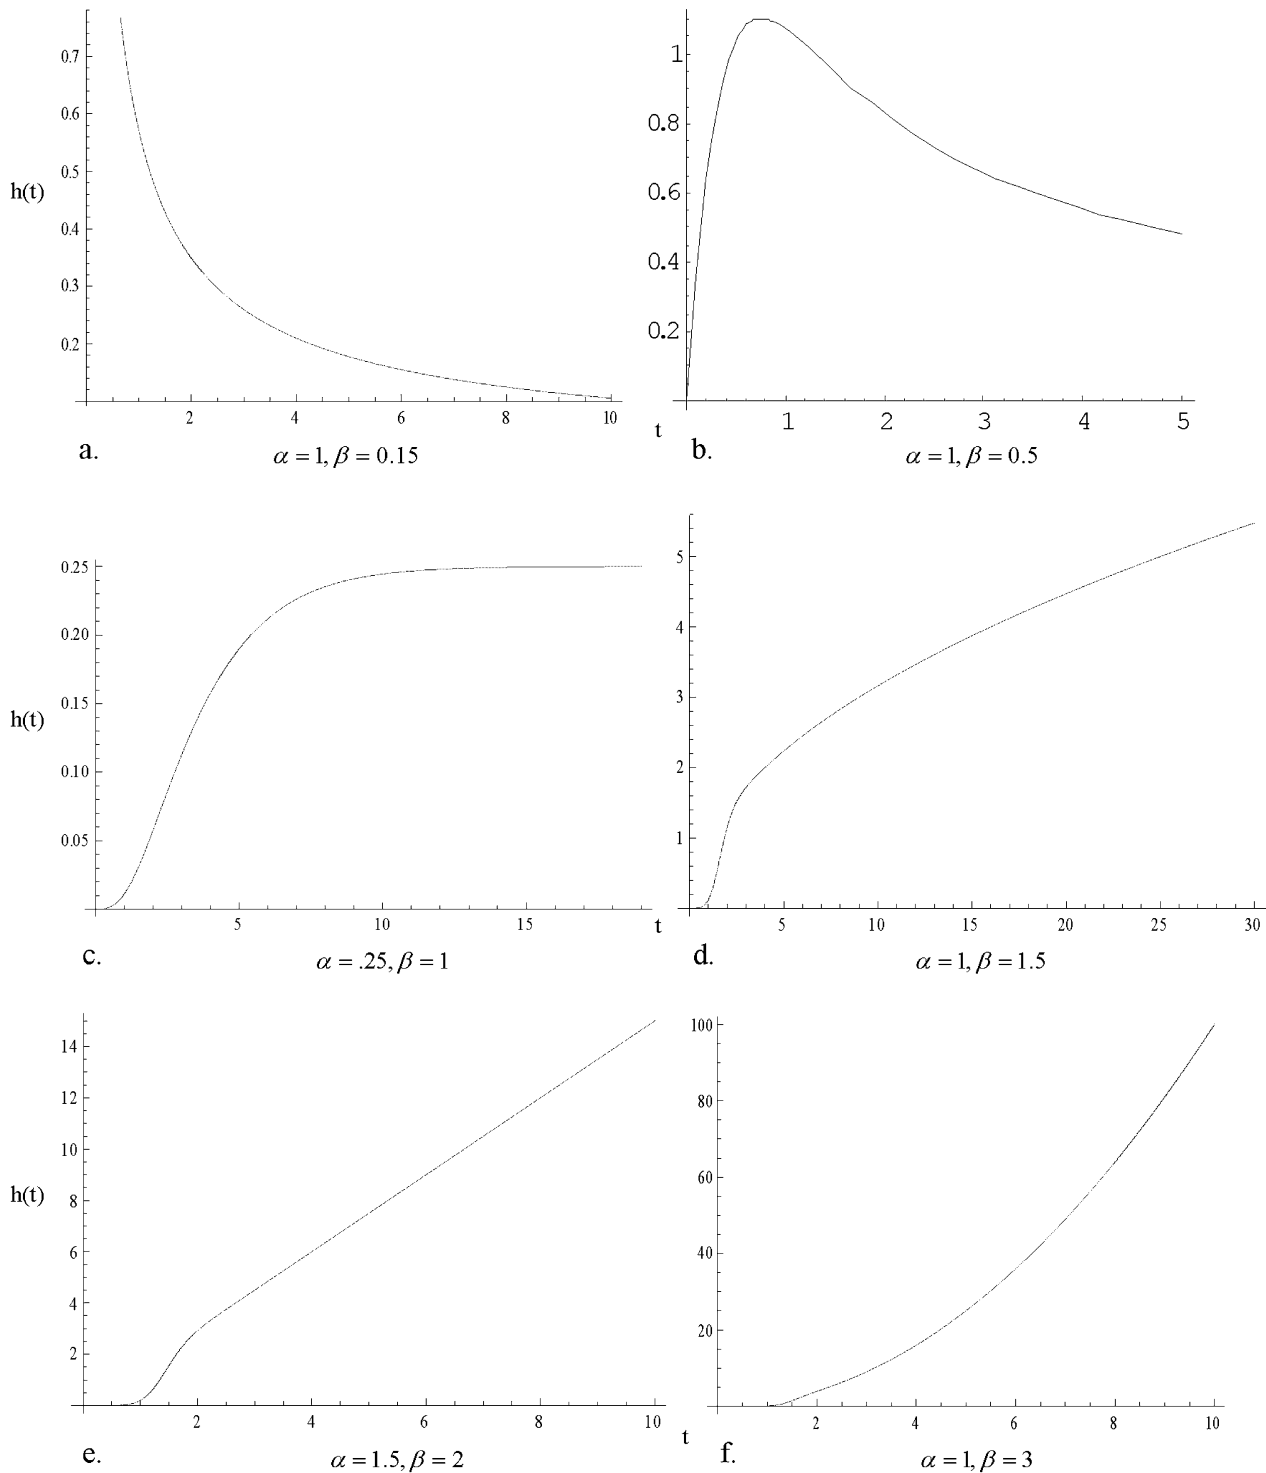 0.7
0.6
0.5
h(t)
0.4
0.3
0.2
2 4 6 8 10
a.
α = 1, β = 0.15
1
0.8
0.6
0.4
0.2
t 1 2 3 4 5
b.
α = 1, β = 0.5
0.25
0.20
0.15
h(t)
0.10
0.05
5 10 15 t
c.
α = .25, β = 1
5
4
3
2
1
5 10 15 20 25 30
d.
α = 1, β = 1.5
14
12
10
h(t)
8
6
4
2
2 4 6 8 10
e.
α = 1.5, β = 2
100
80
60
40
20
t 2 4 6 8 10
f.
α = 1, β = 3